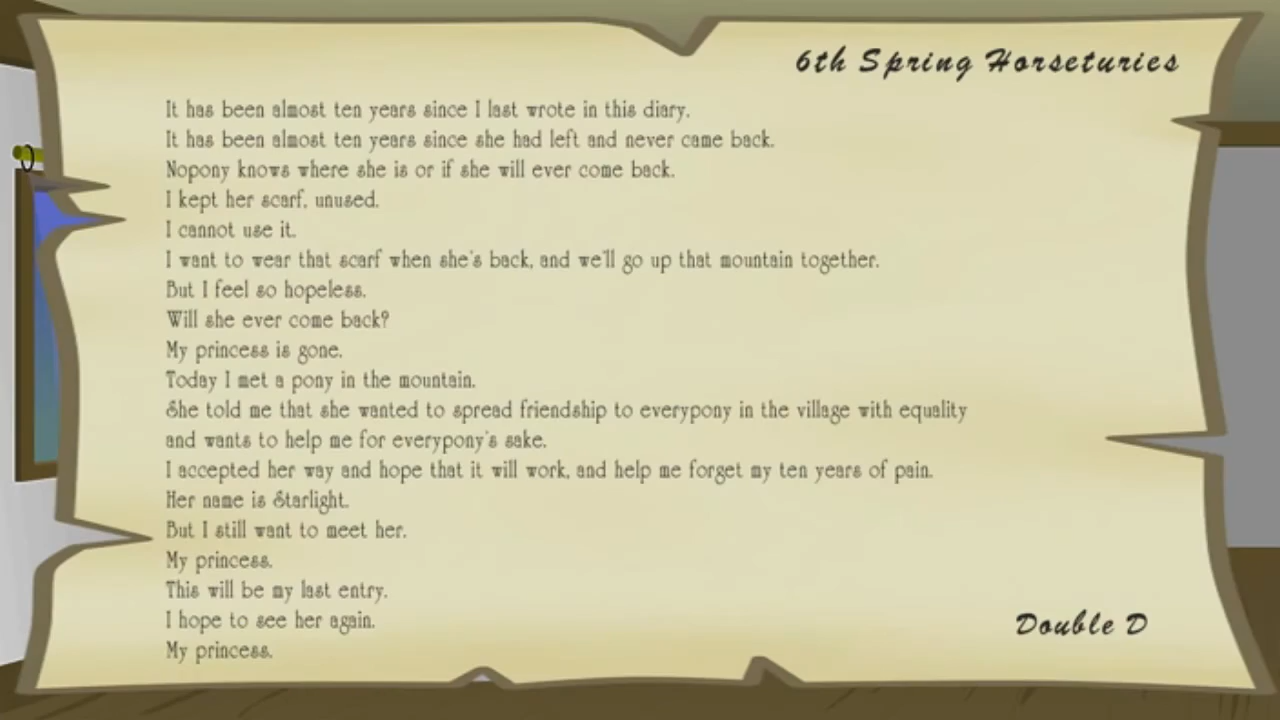 6th Spring Horseturies
It has been almost ten years since I last wrote in this diary.
It has been almost ten years since she had left and never came back.
Nopony knows where she is or if she will ever come back.
I kept her scarf, unused.
I cannot use it.
I want to wear that scarf when she's back, and we'll go up that mountain together.
But I feel so hopeless.
Will she ever come back?
My princess is gone.
Today I met a pony in the mountain.
She told me that she wanted to spread friendship to everypony in the village with equality
and wants to help me for everypony's sake.
I accepted her way and hope that it will work, and help me forget my ten years of pain.
Her name is Starlight.
But I still want to meet her.
My princess.
This will be my last entry.
I hope to see her again.
My princess.
Double D